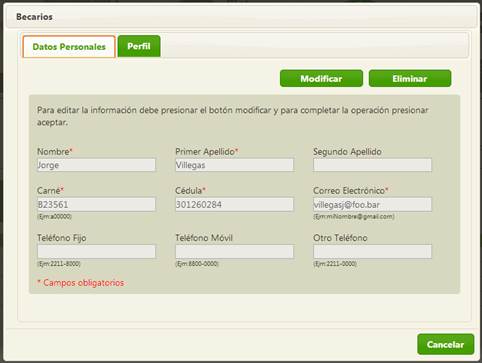 Becarios
Datos Personales Perfil
Modificar Eliminar
Para editar la información debe presionar el botón modificar y para completar la operación presionar
aceptar.
Nombre* Primer Apellido* Segundo Apellido
Jorge Villegas
Carné* Cédula* Correo Electrónico*
B23561 301260284 villegasj@foo.bar
(Ejm:a00000) (Ejm:miNombre@gmail.com)
Teléfono Fijo Teléfono Móvil Otro Teléfono
(Ejm:2211-8000) (Ejm:8800-0000) (Ejm:2211-0000)
* Campos obligatorios
Cancelar